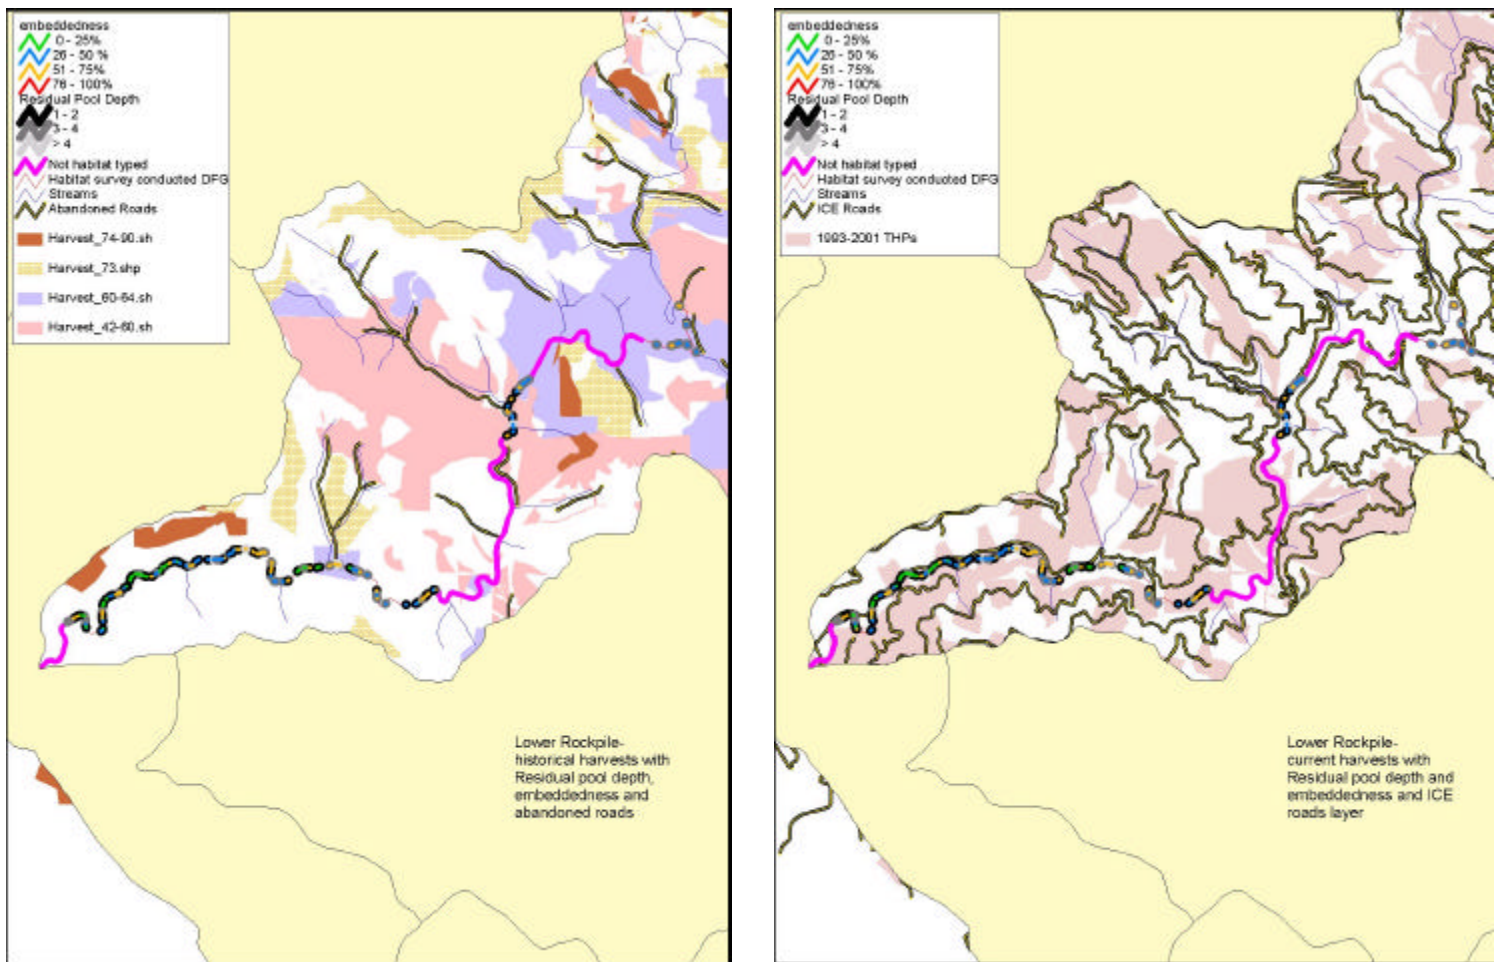 embeddedness
0 - 25%
26 - 50 %
51 - 75%
76 - 100%
Residual Pool Depth
1 - 2
3 - 4
> 4
Not habitat typed
Habitat survey conducted DFG
Streams
Abandoned Roads
Harvest_74-90.sh
Harvest_73.shp
Harvest_60-64.sh
Harvest_42-60.sh
Lower Rockpile-
historical harvests with
Residual pool depth,
embeddedness and
abandoned roads
embeddedness
0 - 25%
26 - 50 %
51 - 75%
76 - 100%
Residual Pool Depth
1 - 2
3 - 4
> 4
Not habitat typed
Habitat survey conducted DFG
Streams
ICE Roads
1993-2001 THPs
Lower Rockpile-
current harvests with
Residual pool depth and
embeddedness and ICE
roads layer